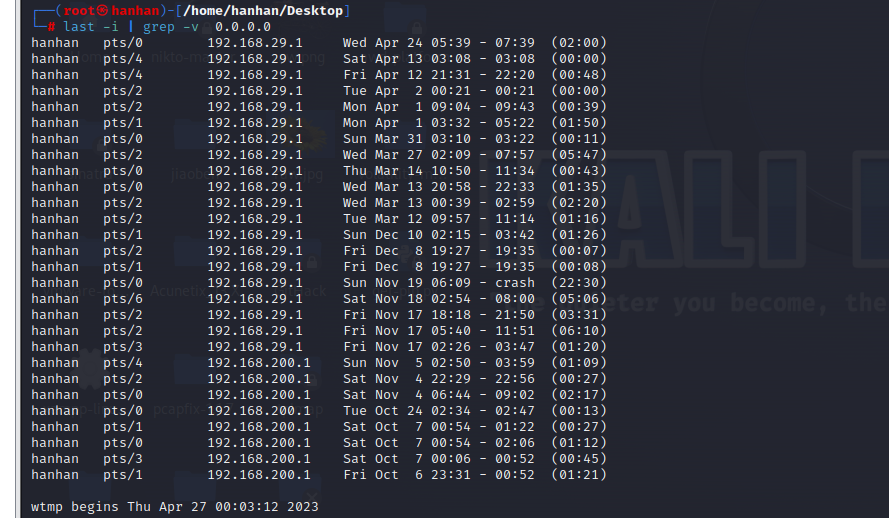 ┌──(root㉿hanhan)-[/home/hanhan/Desktop]
└─# last -i | grep -v  0.0.0.0
hanhan   pts/0        192.168.29.1     Wed Apr 24 05:39 - 07:39  (02:00)
hanhan   pts/4        192.168.29.1     Sat Apr 13 03:08 - 03:08  (00:00)
hanhan   pts/4        192.168.29.1     Fri Apr 12 21:31 - 22:20  (00:48)
hanhan   pts/2        192.168.29.1     Tue Apr  2 00:21 - 00:21  (00:00)
hanhan   pts/2        192.168.29.1     Mon Apr  1 09:04 - 09:43  (00:39)
hanhan   pts/1        192.168.29.1     Mon Apr  1 03:32 - 05:22  (01:50)
hanhan   pts/0        192.168.29.1     Sun Mar 31 03:10 - 03:22  (00:11)
hanhan   pts/2        192.168.29.1     Wed Mar 27 02:09 - 07:57  (05:47)
hanhan   pts/0        192.168.29.1     Thu Mar 14 10:50 - 11:34  (00:43)
hanhan   pts/0        192.168.29.1     Wed Mar 13 20:58 - 22:33  (01:35)
hanhan   pts/2        192.168.29.1     Wed Mar 13 00:39 - 02:59  (02:20)
hanhan   pts/2        192.168.29.1     Tue Mar 12 09:57 - 11:14  (01:16)
hanhan   pts/1        192.168.29.1     Sun Dec 10 02:15 - 03:42  (01:26)
hanhan   pts/2        192.168.29.1     Fri Dec  8 19:27 - 19:35  (00:07)
hanhan   pts/1        192.168.29.1     Fri Dec  8 19:27 - 19:35  (00:08)
hanhan   pts/0        192.168.29.1     Sun Nov 19 06:09 - crash  (22:30)
hanhan   pts/6        192.168.29.1     Sat Nov 18 02:54 - 08:00  (05:06)
hanhan   pts/2        192.168.29.1     Fri Nov 17 18:18 - 21:50  (03:31)
hanhan   pts/2        192.168.29.1     Fri Nov 17 05:40 - 11:51  (06:10)
hanhan   pts/3        192.168.29.1     Fri Nov 17 02:26 - 03:47  (01:20)
hanhan   pts/4        192.168.200.1    Sun Nov  5 02:50 - 03:59  (01:09)
hanhan   pts/2        192.168.200.1    Sat Nov  4 22:29 - 22:56  (00:27)
hanhan   pts/0        192.168.200.1    Sat Nov  4 06:44 - 09:02  (02:17)
hanhan   pts/0        192.168.200.1    Tue Oct 24 02:34 - 02:47  (00:13)
hanhan   pts/1        192.168.200.1    Sat Oct  7 00:54 - 01:22  (00:27)
hanhan   pts/0        192.168.200.1    Sat Oct  7 00:54 - 02:06  (01:12)
hanhan   pts/3        192.168.200.1    Sat Oct  7 00:06 - 00:52  (00:45)
hanhan   pts/1        192.168.200.1    Fri Oct  6 23:31 - 00:52  (01:21)

wtmp begins Thu Apr 27 00:03:12 2023
KALI
you become, the